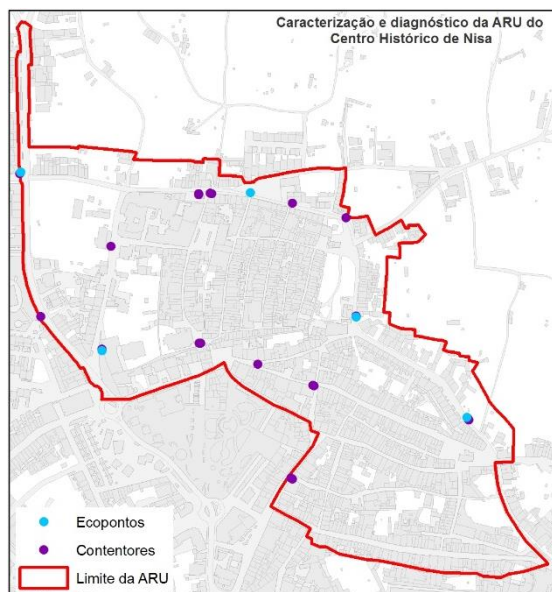 Caracterização e diagnóstico da ARU do
Centro Histórico de Nisa
Ecopontos
Contentores
Limite da ARU